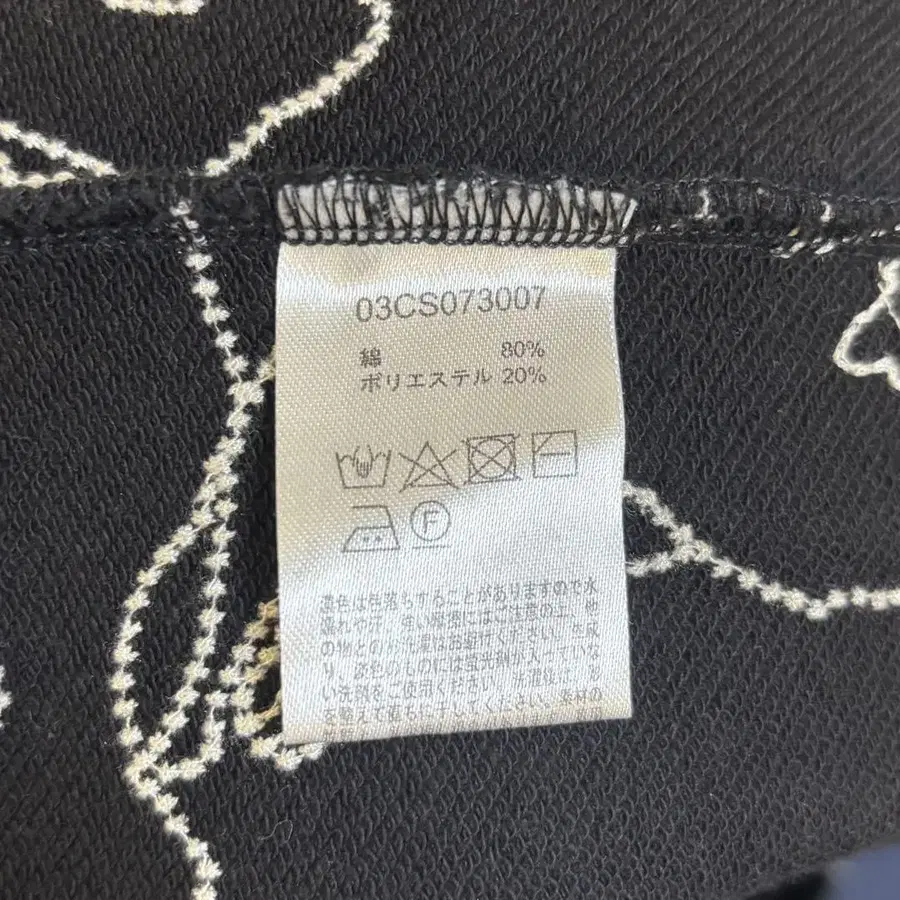 03CS073007
綿 80%
ポリエステル 20%
F
濃色は色落ちすることがありますので水
濡れや汗、強い摩擦にはご注意の上、他
の物とのお洗濯はお避けください。生成
り、淡色のものには蛍光剤が入っていな
い洗剤をご使用ください。洗濯後は、形
を整えて直ちに干してください。素材の